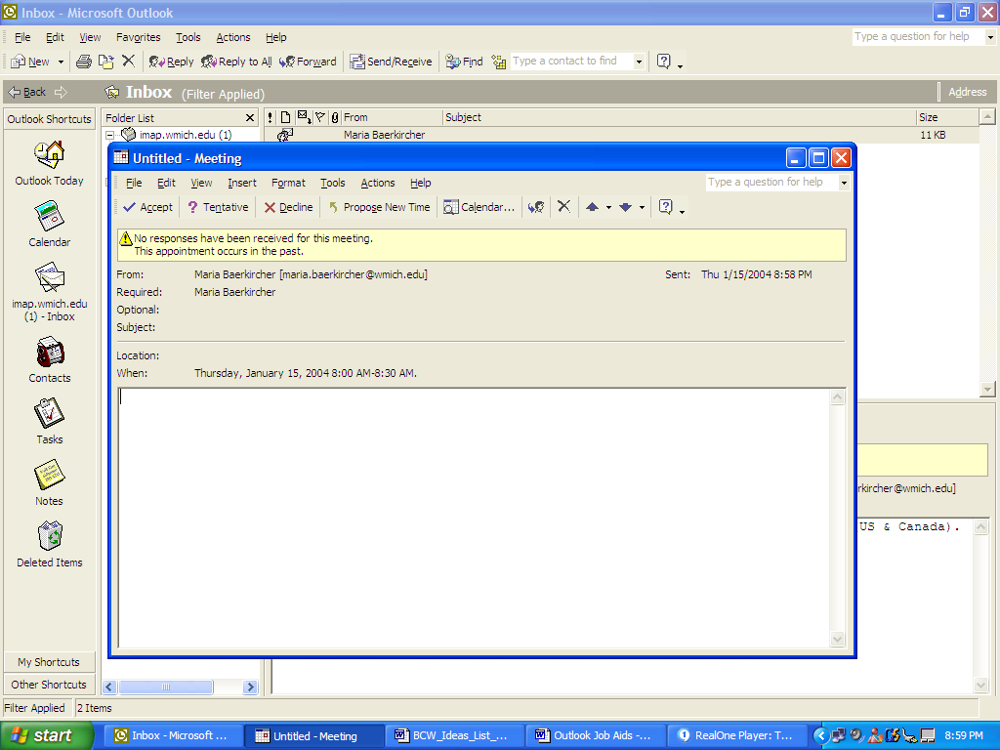 Inbox - Microsoft Outlook
File Edit View Favorites Tools Actions Help Type a question for help
New Reply Reply to All Forward Send/Receive Find Type a contact to find
Back Inbox (Filter Applied) Address
Outlook Shortcuts
Outlook Today
Calendar
imap.wmich.edu
(1) - Inbox
Contacts
Tasks
Notes
Deleted Items
My Shortcuts
Other Shortcuts
Folder List
imap.wmich.edu (1)
From Subject Size
Maria Baerkircher 11 KB
Untitled - Meeting
File Edit View Insert Format Tools Actions Help Type a question for help
Accept Tentative Decline Propose New Time Calendar...
No responses have been received for this meeting.
This appointment occurs in the past.
From: Maria Baerkircher [maria.baerkircher@wmich.edu] Sent: Thu 1/15/2004 8:58 PM
Required: Maria Baerkircher
Optional:
Subject:
Location:
When: Thursday, January 15, 2004 8:00 AM-8:30 AM.
rkircher@wmich.edu]
US & Canada).
Filter Applied 2 Items
start Inbox - Microsoft ... Untitled - Meeting BCW_Ideas_List_... Outlook Job Aids -... RealOne Player: T... 8:59 PM